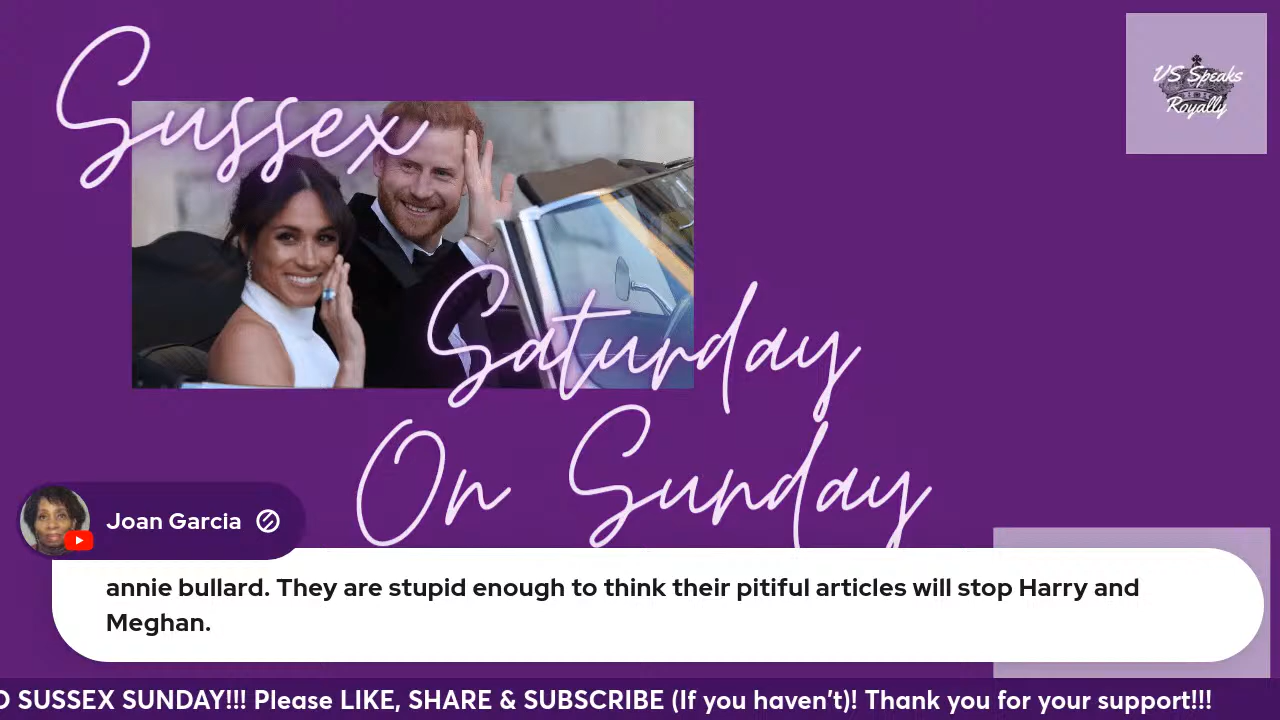 Sussex
VS Speaks
Royally
Saturday
On Sunday
Joan Garcia
annie bullard. They are stupid enough to think their pitiful articles will stop Harry and
Meghan.
SUSSEX SUNDAY!!! Please LIKE, SHARE & SUBSCRIBE (If you haven't)! Thank you for your support!!!